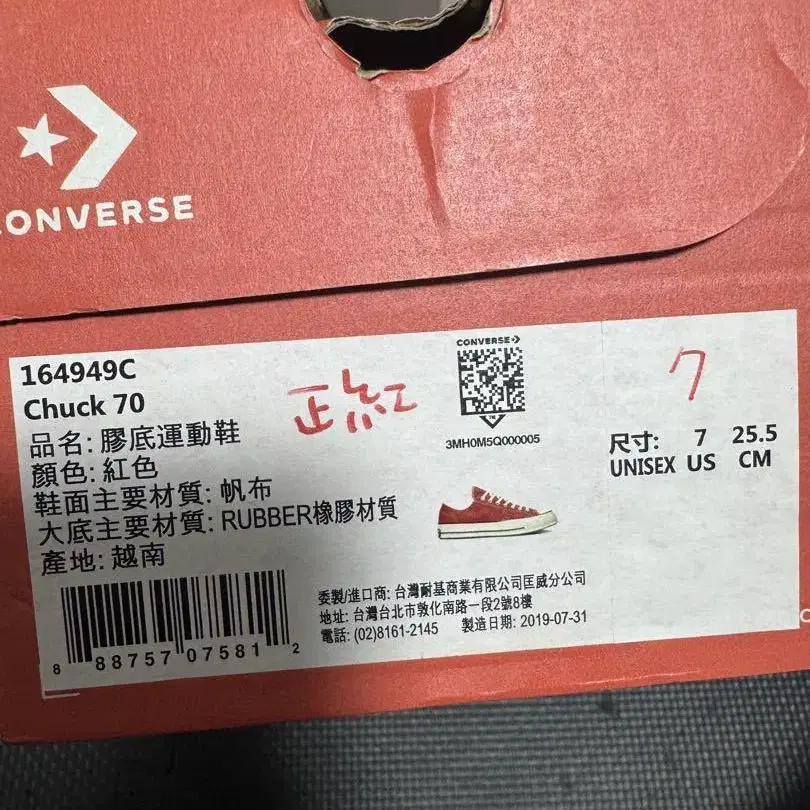 CONVERSE
164949C
Chuck 70
品名: 膠底運動鞋
顏色: 紅色
鞋面主要材質: 帆布
大底主要材質: RUBBER橡膠材質
產地: 越南
正紅
CONVERSE
3MH0M5Q000005
7
尺寸: 7 25.5
UNISEX US CM
委製/進口商: 台灣耐基商業有限公司匡威分公司
地址: 台灣台北市敦化南路一段2號8樓
電話: (02)8161-2145 製造日期: 2019-07-31
8 88757 07581 2